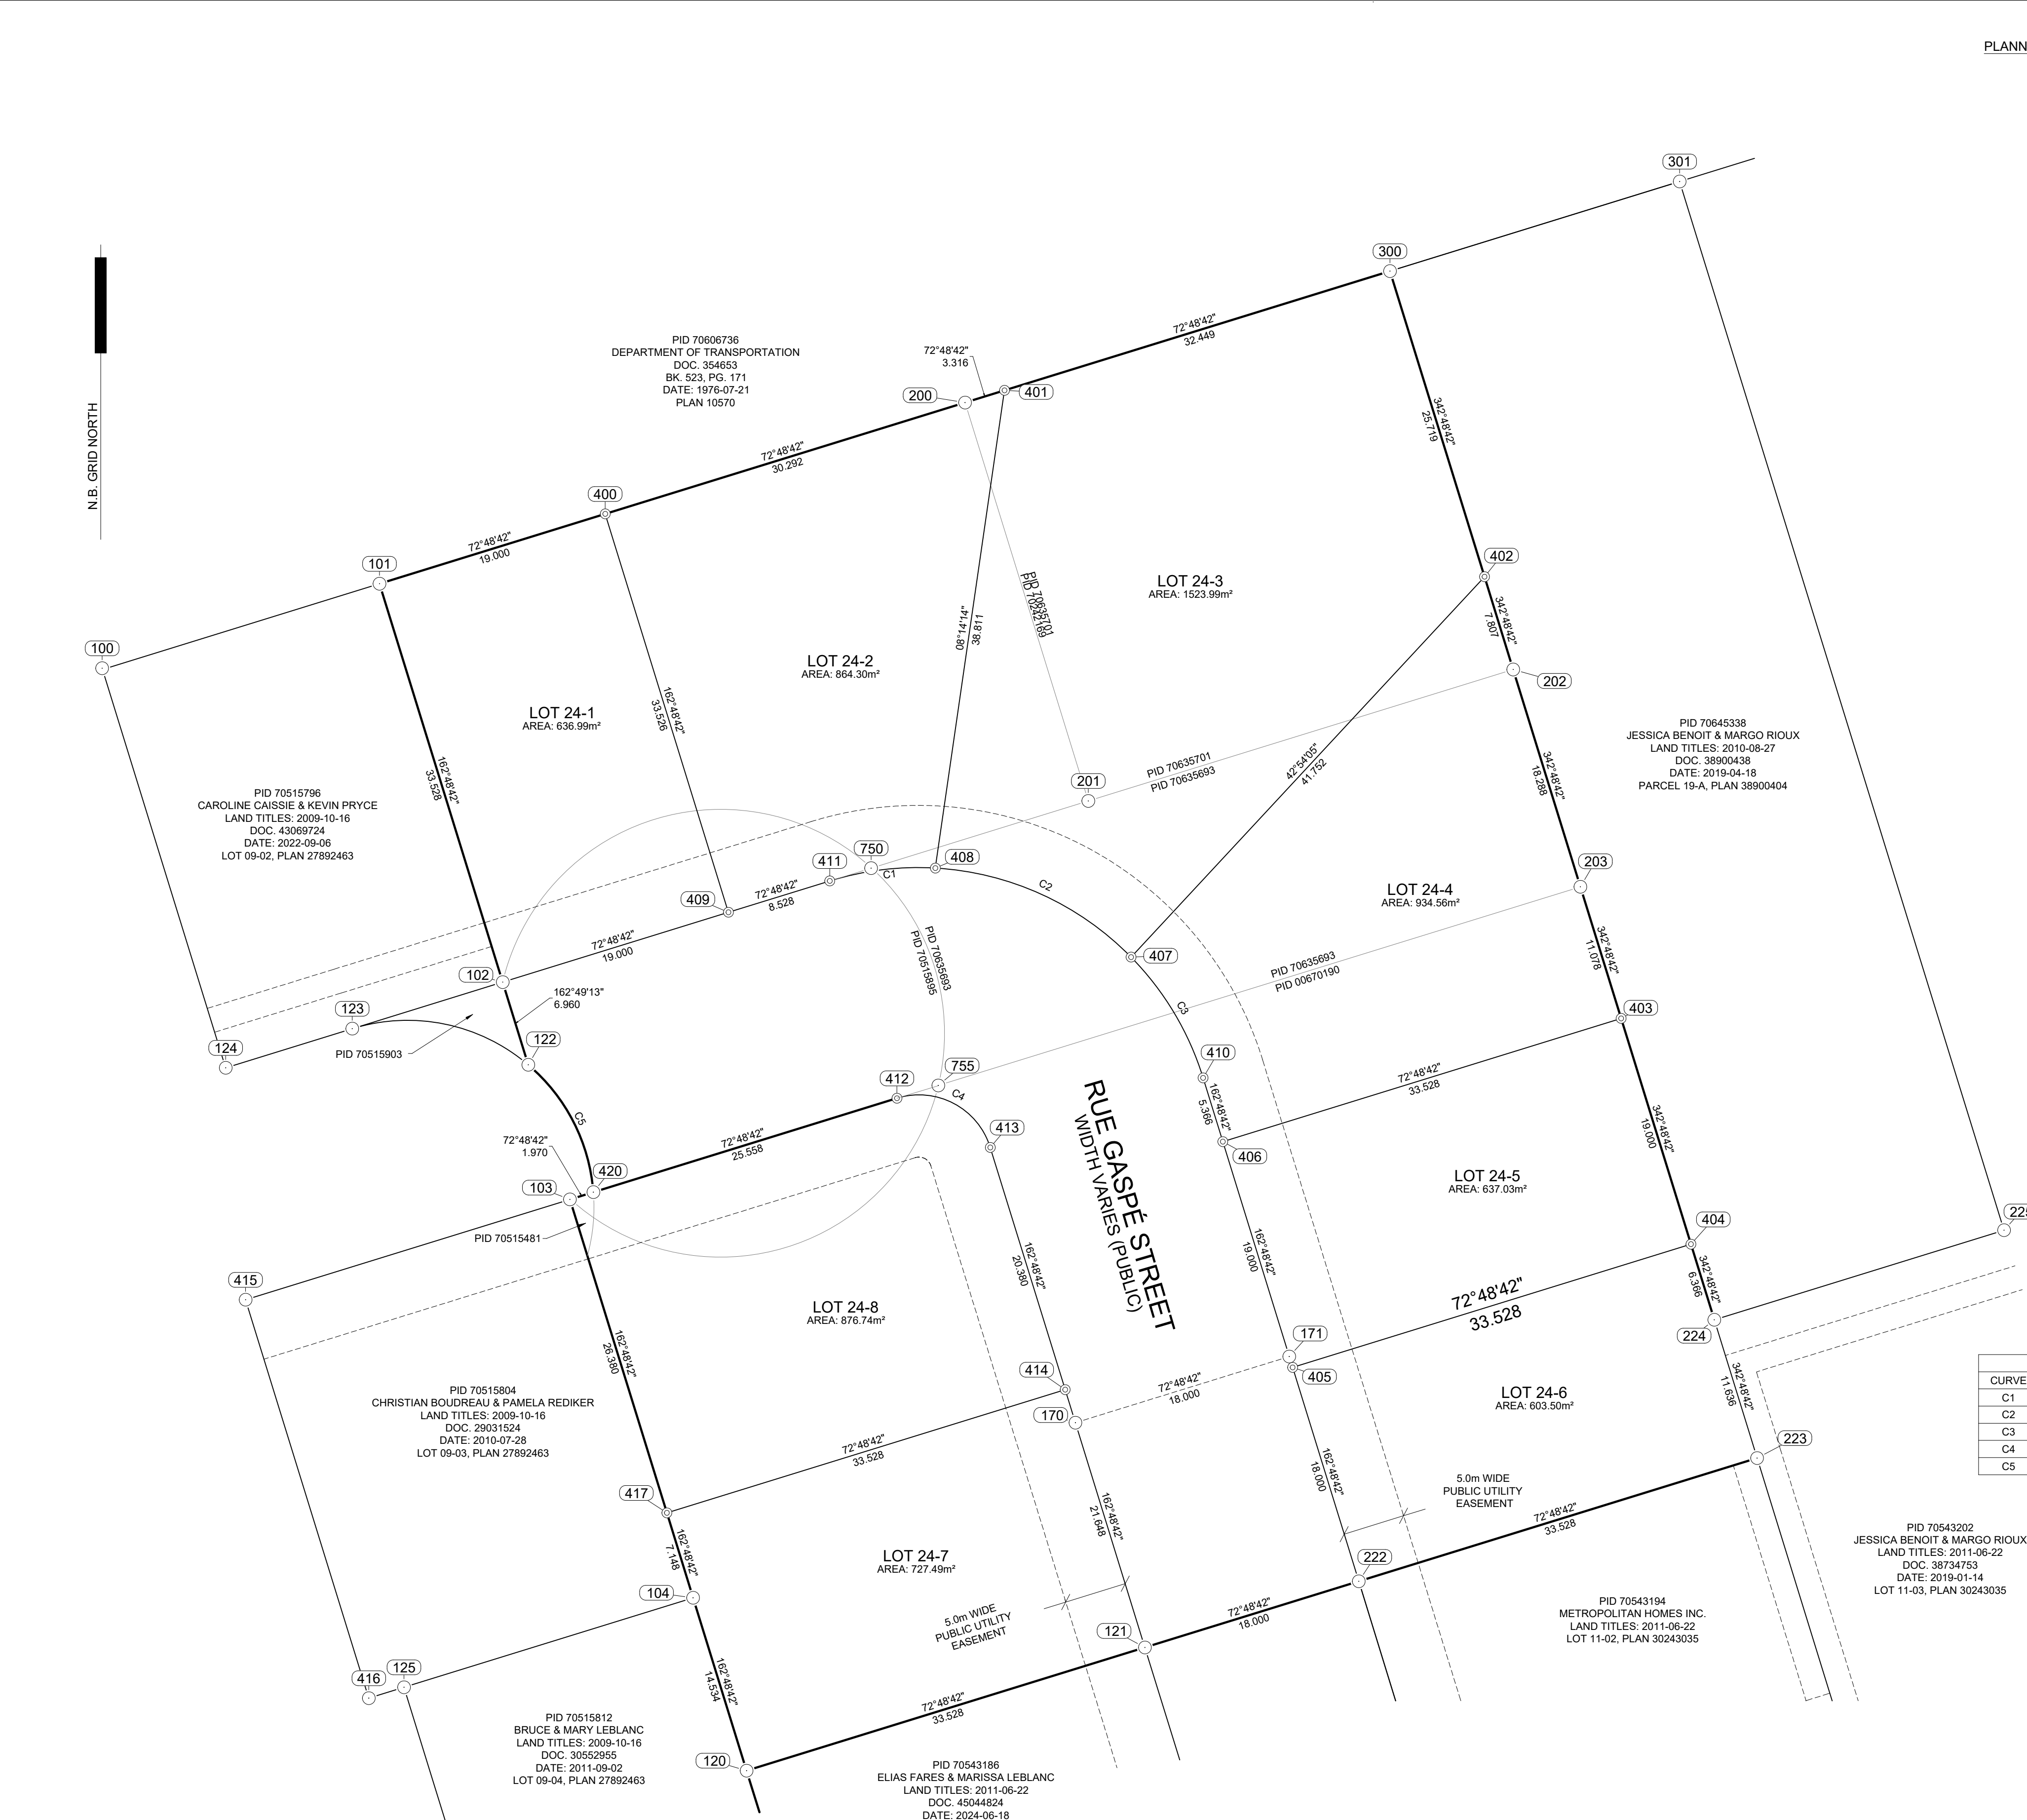 PLANN
301
300
N.B. GRID NORTH
PID 70606736
DEPARTMENT OF TRANSPORTATION
DOC. 354653
BK. 523, PG. 171
DATE: 1976-07-21
PLAN 10570
72°48'42"
3.316
72°48'42"
32.449
200
401
72°48'42"
30.292
342°48'42"
25.719
400
72°48'42"
19.000
101
402
LOT 24-3
AREA: 1523.99m²
PID 70635701
PID 70242169
08°14'14"
38.811
342°48'42"
7.807
100
LOT 24-2
AREA: 864.30m²
202
162°48'42"
33.526
LOT 24-1
AREA: 636.99m²
PID 70645338
JESSICA BENOIT & MARGO RIOUX
LAND TITLES: 2010-08-27
DOC. 38900438
DATE: 2019-04-18
PARCEL 19-A, PLAN 38900404
162°48'42"
33.528
PID 70635701
PID 70635693
42°54'05"
41.752
201
342°48'42"
18.288
PID 70515796
CAROLINE CAISSIE & KEVIN PRYCE
LAND TITLES: 2009-10-16
DOC. 43069724
DATE: 2022-09-06
LOT 09-02, PLAN 27892463
750
411
408
203
C1
C2
LOT 24-4
AREA: 934.56m²
409
72°48'42"
8.528
72°48'42"
19.000
PID 70635693
PID 70515895
407
342°48'42"
11.078
102
PID 70635693
PID 00670190
162°49'13"
6.960
123
C3
403
124
PID 70515903
122
410
755
412
C4
72°48'42"
33.528
162°48'42"
5.366
C5
413
RUE GASPÉ STREET
WIDTH VARIES (PUBLIC)
342°48'42"
19.000
72°48'42"
1.970
72°48'42"
25.558
406
420
103
LOT 24-5
AREA: 637.03m²
225
404
PID 70515481
162°48'42"
20.380
162°48'42"
19.000
415
342°48'42"
6.366
72°48'42"
33.528
LOT 24-8
AREA: 876.74m²
171
224
162°48'42"
26.380
414
405
72°48'42"
18.000
342°48'42"
11.636
CURVE
C1
C2
C3
C4
C5
PID 70515804
CHRISTIAN BOUDREAU & PAMELA REDIKER
LAND TITLES: 2009-10-16
DOC. 29031524
DATE: 2010-07-28
LOT 09-03, PLAN 27892463
LOT 24-6
AREA: 603.50m²
170
72°48'42"
33.528
223
162°48'42"
18.000
5.0m WIDE
PUBLIC UTILITY
EASEMENT
417
162°48'42"
21.648
72°48'42"
33.528
162°48'42"
7.148
LOT 24-7
AREA: 727.49m²
PID 70543202
JESSICA BENOIT & MARGO RIOUX
LAND TITLES: 2011-06-22
DOC. 38734753
DATE: 2019-01-14
LOT 11-03, PLAN 30243035
222
104
5.0m WIDE
PUBLIC UTILITY
EASEMENT
72°48'42"
18.000
PID 70543194
METROPOLITAN HOMES INC.
LAND TITLES: 2011-06-22
LOT 11-02, PLAN 30243035
121
416
125
162°48'42"
14.534
72°48'42"
33.528
PID 70515812
BRUCE & MARY LEBLANC
LAND TITLES: 2009-10-16
DOC. 30552955
DATE: 2011-09-02
LOT 09-04, PLAN 27892463
120
PID 70543186
ELIAS FARES & MARISSA LEBLANC
LAND TITLES: 2011-06-22
DOC. 45044824
DATE: 2024-06-18